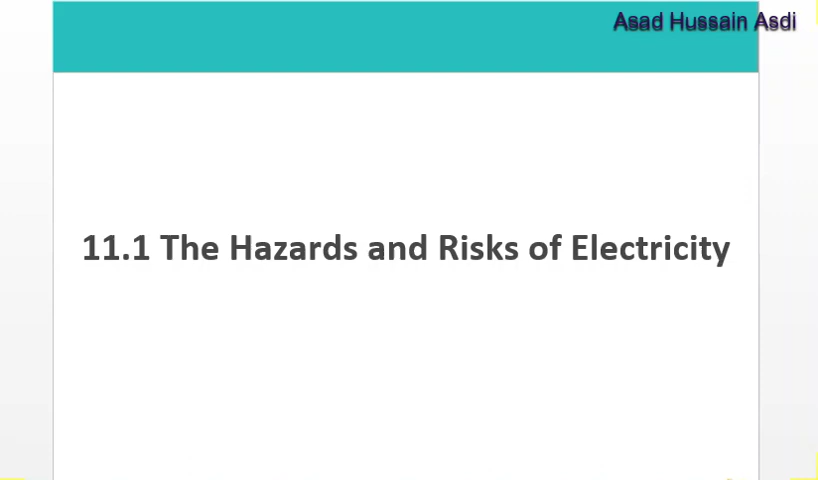 Asad Hussain Asdi
11.1 The Hazards and Risks of Electricity